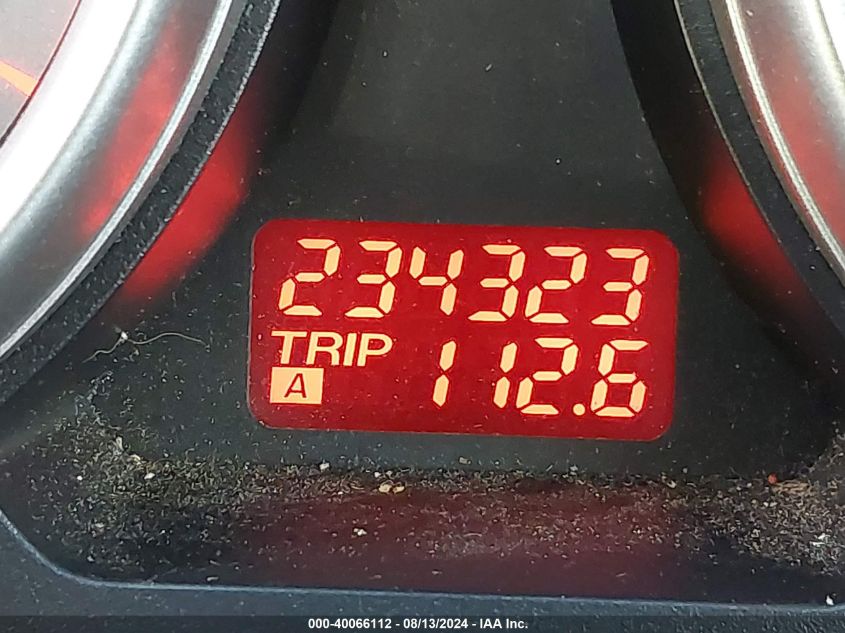 234323
TRIP
A 112.6
000-40066112 - 08/13/2024 - IAA Inc.